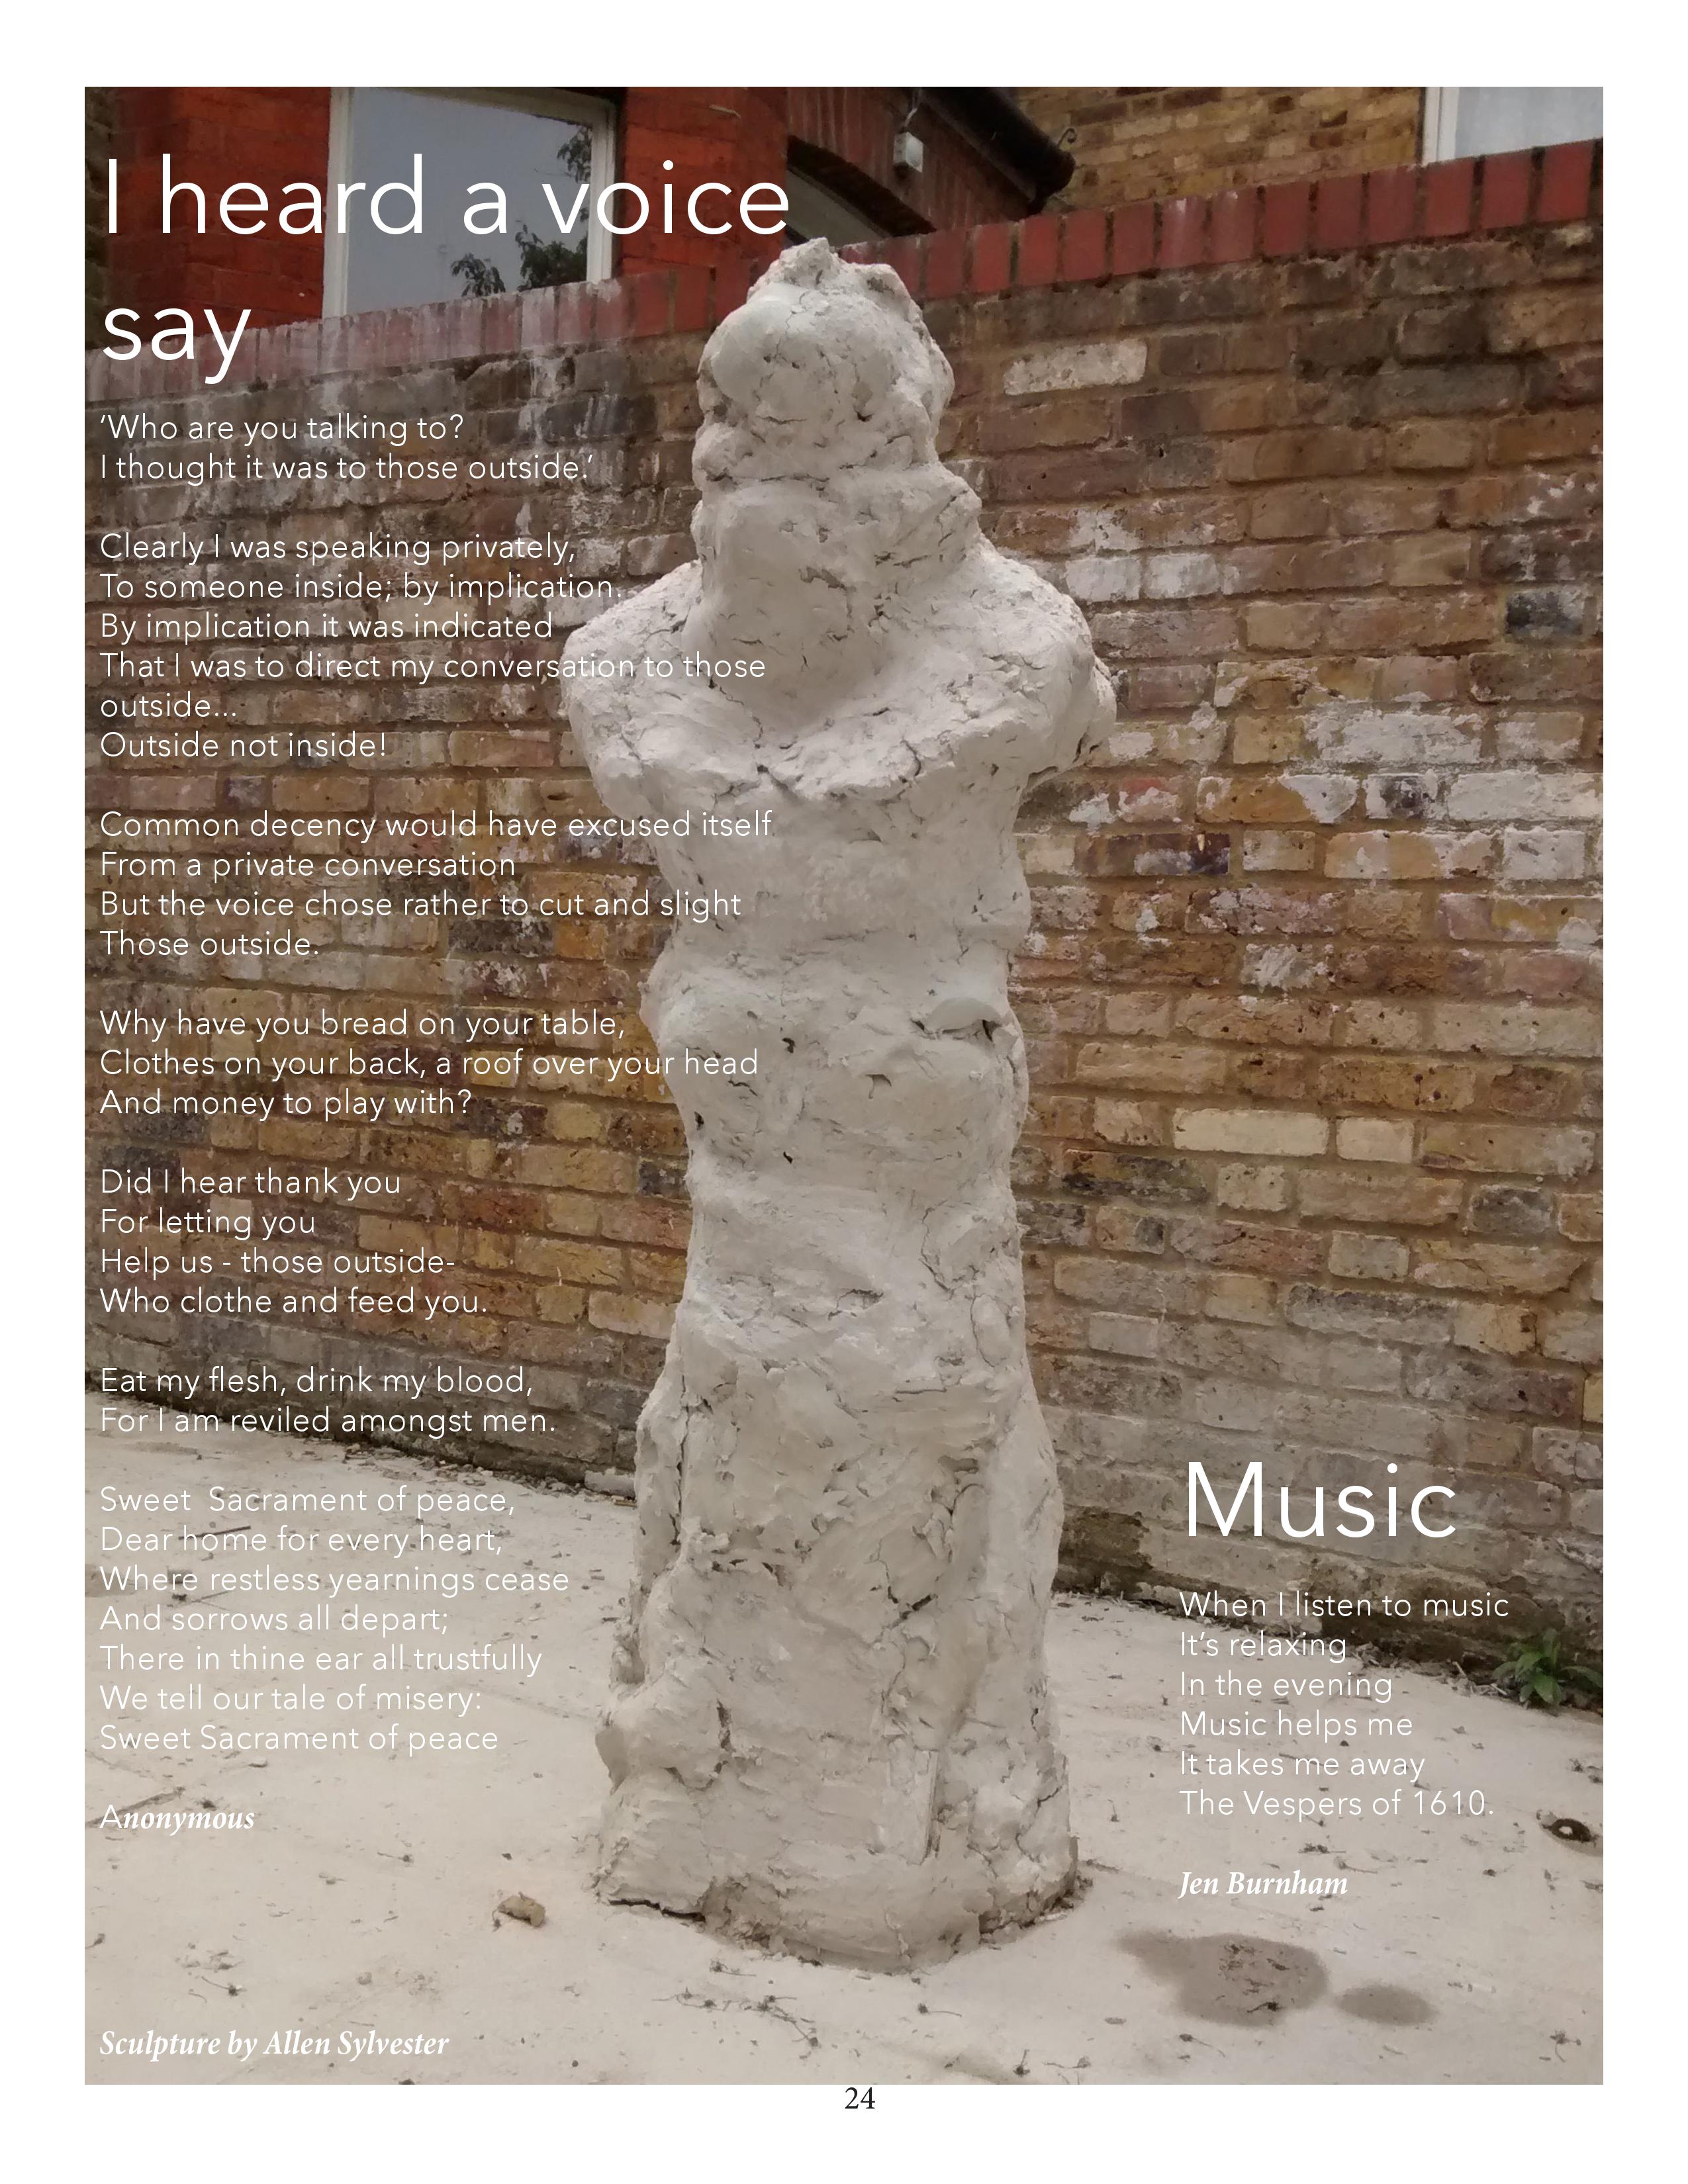 I heard a voice
say
‘Who are you talking to?
I thought it was to those outside.’
Clearly I was speaking privately,
To someone inside; by implication.
By implication it was indicated
That I was to direct my conversation to those
outside...
Outside not inside!
Common decency would have excused itself
From a private conversation
But the voice chose rather to cut and slight
Those outside.
Why have you bread on your table,
Clothes on your back, a roof over your head
And money to play with?
Did I hear thank you
For letting you
Help us - those outside-
Who clothe and feed you.
Eat my flesh, drink my blood,
For I am reviled amongst men.
Sweet  Sacrament of peace,
Dear home for every heart,
Where restless yearnings cease
And sorrows all depart;
There in thine ear all trustfully
We tell our tale of misery:
Sweet Sacrament of peace
Anonymous
Music
When I listen to music
It’s relaxing
In the evening
Music helps me
It takes me away
The Vespers of 1610.
Jen Burnham
Sculpture by Allen Sylvester
24